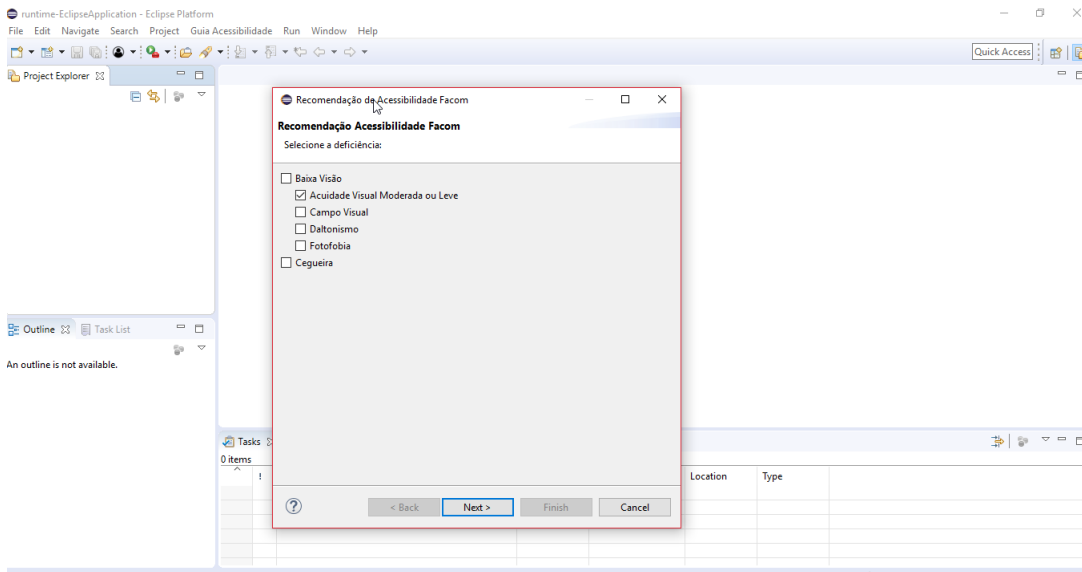 runtime-EclipseApplication - Eclipse Platform
File Edit Navigate Search Project Guia Acessibilidade Run Window Help
Quick Access
Project Explorer
Recomendação de Acessibilidade Facom
Recomendação Acessibilidade Facom
Selecione a deficiência:
Baixa Visão
Acuidade Visual Moderada ou Leve
Campo Visual
Daltonismo
Fotofobia
Cegueira
Outline Task List
An outline is not available.
Tasks
0 items
! Location Type
< Back Next > Finish Cancel